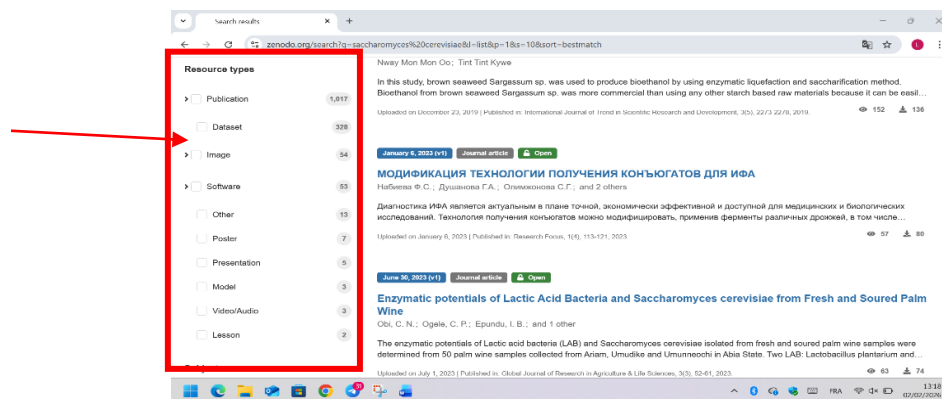 Search results
zenodo.org/search?q=saccharomyces%20cerevisiae&l=list&p=1&s=10&sort=bestmatch
L
Resource types
Publication 1,017
Dataset 328
Image 54
Software 53
Other 13
Poster 7
Presentation 5
Model 3
Video/Audio 3
Lesson 2
Nway Mon Mon Oo; Tint Tint Kywe
In this study, brown seaweed Sargassum sp. was used to produce bioethanol by using enzymatic liquefaction and saccharification method.
Bioethanol from brown seaweed Sargassum sp. was more commercial than using any other starch based raw materials because it can be easil...
Uploaded on December 23, 2019 | Published in: International Journal of Trend in Scientific Research and Development, 3(5), 2273-2278, 2019. 152 136
January 6, 2023 (v1) Journal article Open
МОДИФИКАЦИЯ ТЕХНОЛОГИИ ПОЛУЧЕНИЯ КОНЪЮГАТОВ ДЛЯ ИФА
Набиева Ф.С.; Душанова Г.А.; Олимжонова С.Г.; and 2 others
Диагностика ИФА является актуальным в плане точной, экономически эффективной и доступной для медицинских и биологических
исследований. Технология получения конъюгатов можно модифицировать, применив ферменты различных дрожжей, в том числе...
Uploaded on January 6, 2023 | Published in: Research Focus, 1(4), 113-121, 2023. 57 80
June 30, 2023 (v1) Journal article Open
Enzymatic potentials of Lactic Acid Bacteria and Saccharomyces cerevisiae from Fresh and Soured Palm
Wine
Obi, C. N.; Ogele, C. P.; Epundu, I. B.; and 1 other
The enzymatic potentials of Lactic acid bacteria (LAB) and Saccharomyces cerevisiae isolated from fresh and soured palm wine samples were
determined from 50 palm wine samples collected from Ariam, Umudike and Umunneochi in Abia State. Two LAB: Lactobacillus plantarium and...
Uploaded on July 1, 2023 | Published in: Global Journal of Research in Agriculture & Life Sciences, 3(3), 52-61, 2023. 63 74
31
FRA
13:18
02/02/2026